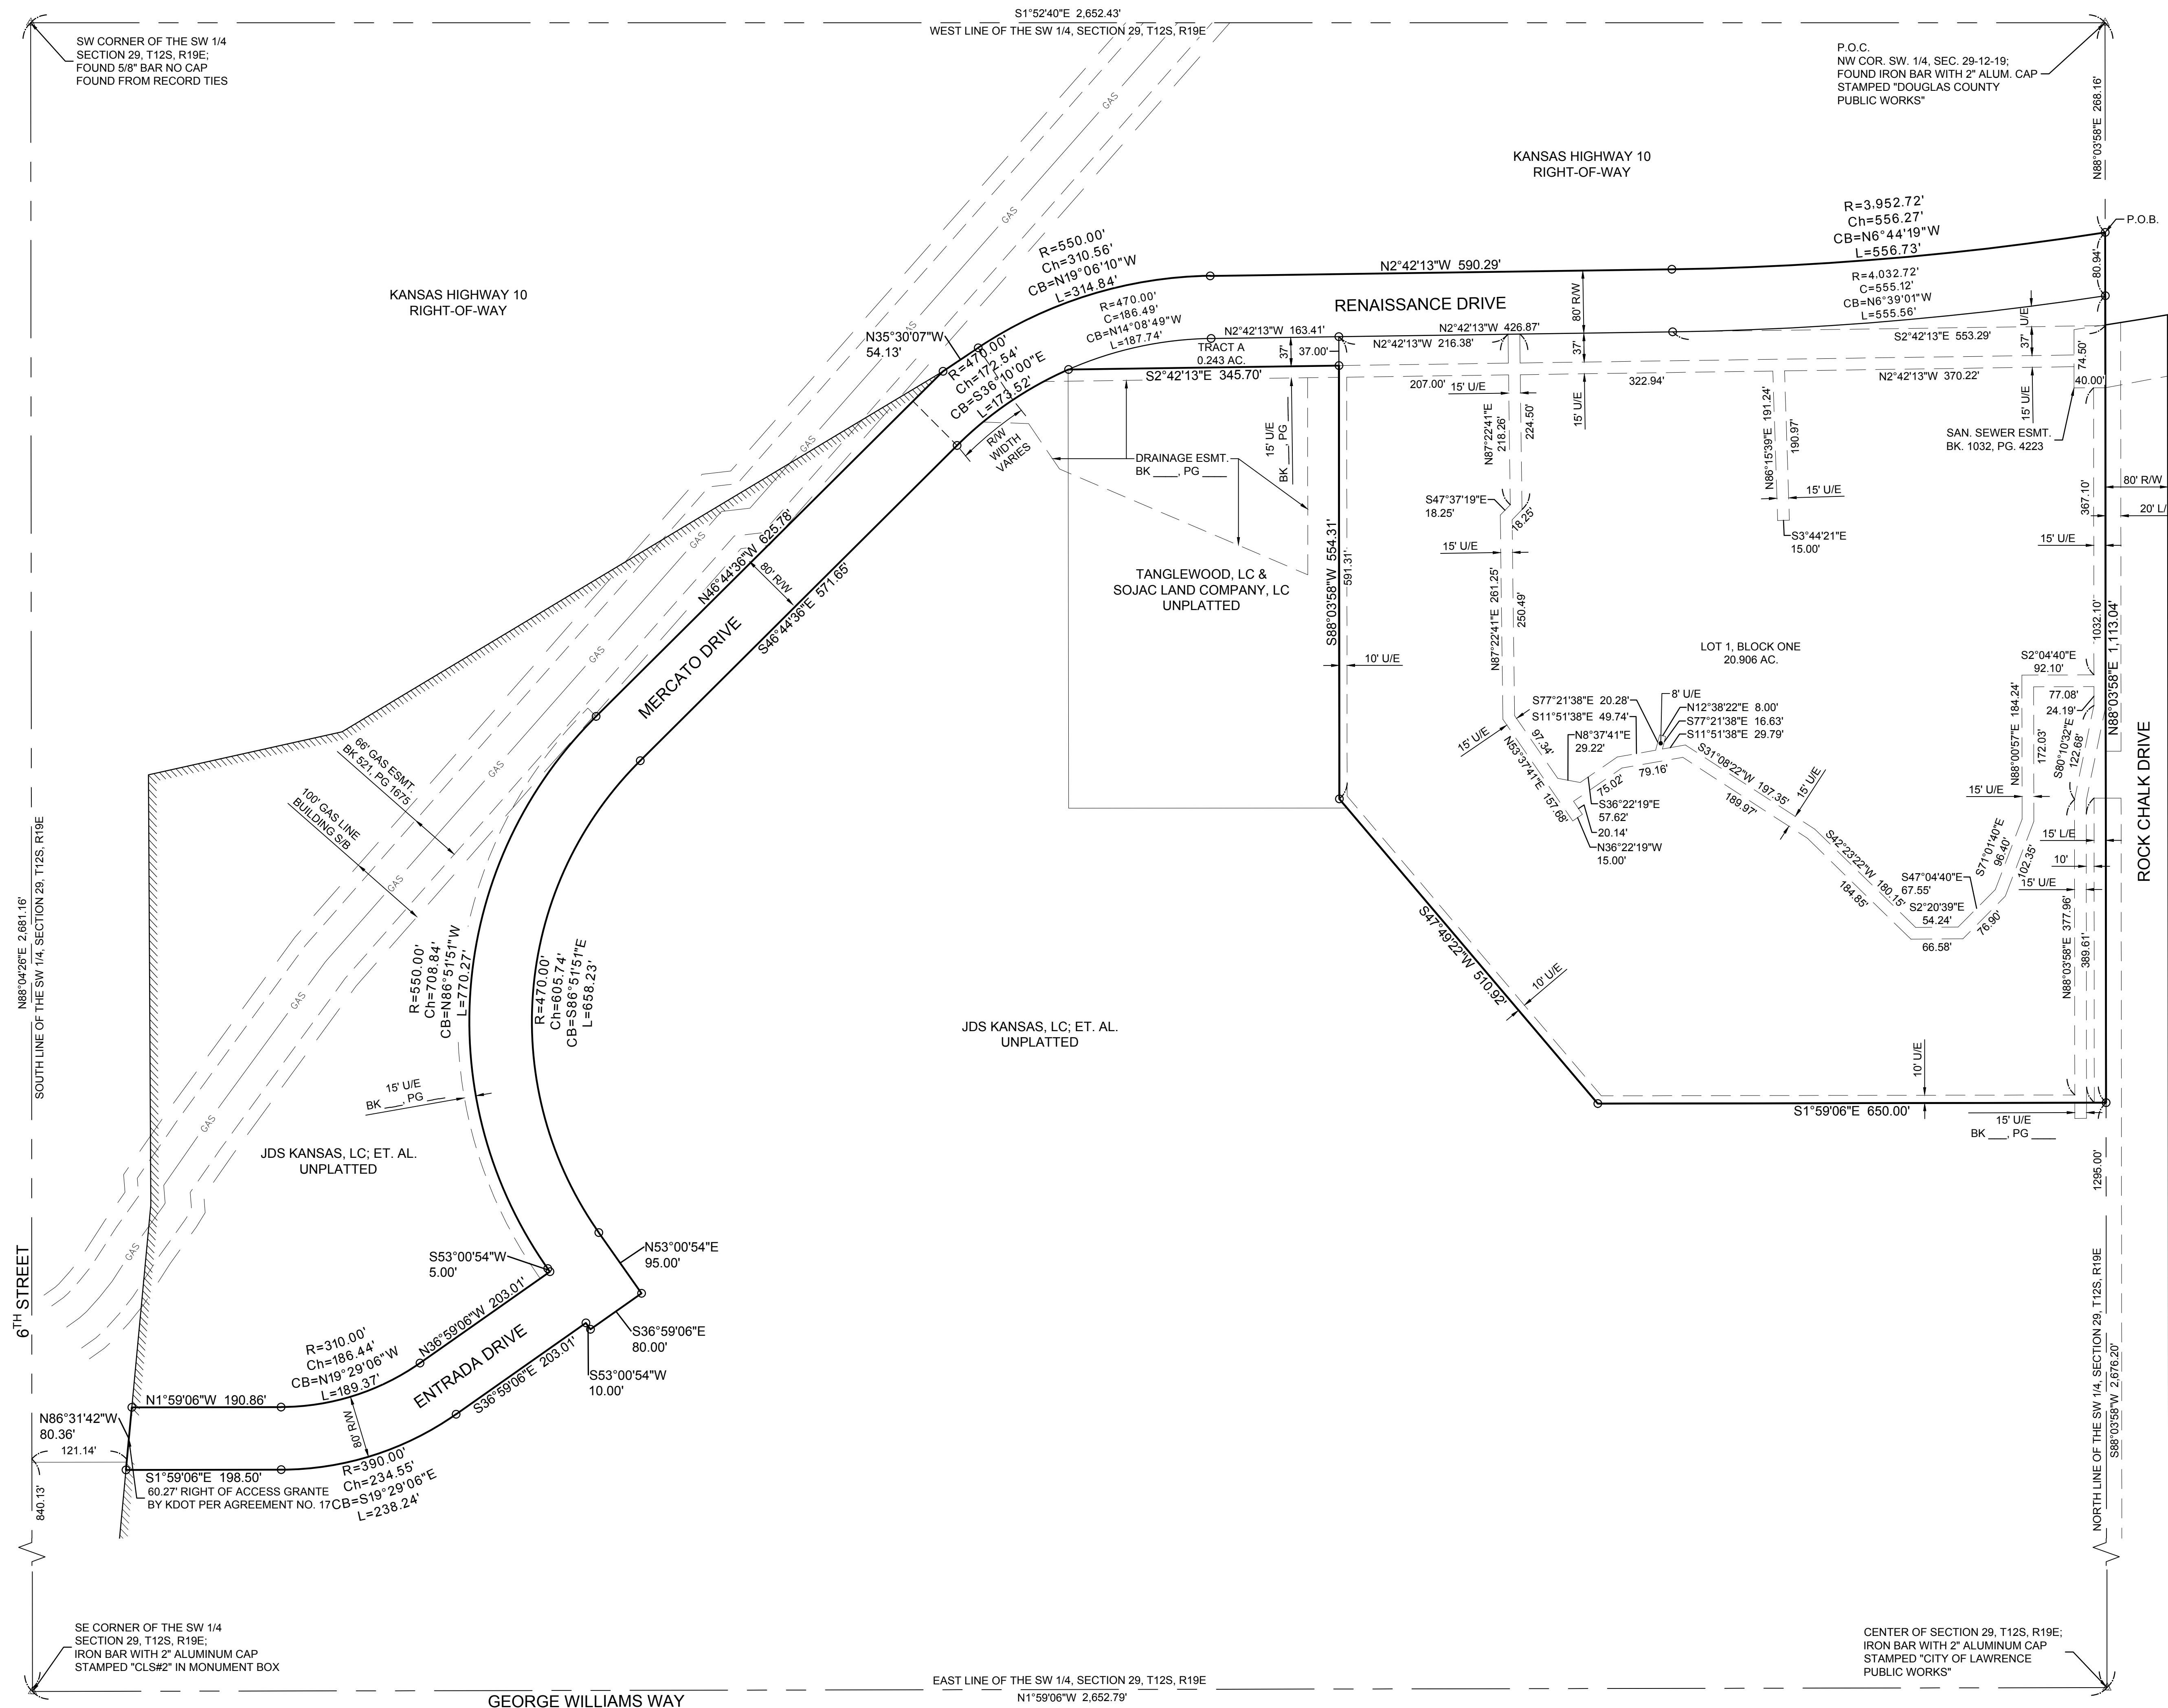 S1°52'40"E 2,652.43'
WEST LINE OF THE SW 1/4, SECTION 29, T12S, R19E
SW CORNER OF THE SW 1/4
SECTION 29, T12S, R19E;
FOUND 5/8" BAR NO CAP
FOUND FROM RECORD TIES
P.O.C.
NW COR. SW. 1/4, SEC. 29-12-19;
FOUND IRON BAR WITH 2" ALUM. CAP
STAMPED "DOUGLAS COUNTY
PUBLIC WORKS"
N88°03'58"E 268.16'
GAS
GAS
GAS
GAS
GAS
GAS
GAS
GAS
GAS
GAS
GAS
KANSAS HIGHWAY 10
RIGHT-OF-WAY
KANSAS HIGHWAY 10
RIGHT-OF-WAY
R=3,952.72'
Ch=556.27'
CB=N6°44'19"W
L=556.73'
P.O.B.
80.94'
R=4,032.72'
C=555.12'
CB=N6°39'01"W
L=555.56'
R=550.00'
Ch=310.56'
CB=N19°06'10"W
L=314.84'
N2°42'13"W 590.29'
RENAISSANCE DRIVE
80' R/W
R=470.00'
C=186.49'
CB=N14°08'49"W
L=187.74'
N2°42'13"W 163.41'
N2°42'13"W 426.87'
N2°42'13"W 216.38'
S2°42'13"E 553.29'
U/E
37'
74.50'
TRACT A
0.243 AC.
37'
37.00'
37'
S2°42'13"E 345.70'
N35°30'07"W
54.13'
R=470.00'
Ch=172.54'
CB=S36°10'00"E
L=173.52'
R/W
WIDTH
VARIES
207.00'
15' U/E
322.94'
N2°42'13"W 370.22'
40.00'
15' U/E
15' U/E
15' U/E
BK ____, PG ____
DRAINAGE ESMT.
BK ____, PG ____
N87°22'41"E
218.26'
224.50'
N86°15'39"E 191.24'
190.97'
15' U/E
SAN. SEWER ESMT.
BK. 1032, PG. 4223
367.10'
80' R/W
20' L/
S47°37'19"E
18.25'
18.25'
S3°44'21"E
15.00'
15' U/E
15' U/E
S88°03'58"W 554.31'
591.31'
N87°22'41"E 261.25'
250.49'
10' U/E
TANGLEWOOD, LC &
SOJAC LAND COMPANY, LC
UNPLATTED
N46°44'36"W 625.78'
80' R/W
S46°44'36"E 571.65'
MERCATO DRIVE
LOT 1, BLOCK ONE
20.906 AC.
1032.10'
N88°03'58"E 1,113.04'
S2°04'40"E
92.10'
77.08'
24.19'
N88°00'57"E 184.24'
172.03'
S80°10'32"E
122.68'
ROCK CHALK DRIVE
S77°21'38"E 20.28'
S11°51'38"E 49.74'
8' U/E
N12°38'22"E 8.00'
S77°21'38"E 16.63'
S11°51'38"E 29.79'
N8°37'41"E
29.22'
15' U/E
97.34'
N53°37'41"E 157.68'
75.02'
79.16'
S36°22'19"E
57.62'
20.14'
N36°22'19"W
15.00'
S31°08'22"W 197.35'
189.97'
15' U/E
S42°23'22"W 180.15'
184.85'
S2°20'39"E
54.24'
66.58'
S47°04'40"E
67.55'
76.90'
S71°01'40"E
96.40'
102.35'
15' U/E
15' L/E
10'
15' U/E
N88°03'58"E 377.96'
389.61'
66' GAS ESMT.
BK 521, PG 1675
100' GAS LINE
BUILDING S/B
N88°04'26"E 2,681.16'
SOUTH LINE OF THE SW 1/4, SECTION 29, T12S, R19E
R=550.00'
Ch=708.84'
CB=N86°51'51"W
L=770.27'
R=470.00'
Ch=605.74'
CB=S86°51'51"E
L=658.23'
S47°49'22"W 510.92'
10' U/E
JDS KANSAS, LC; ET. AL.
UNPLATTED
15' U/E
BK ___, PG ___
10' U/E
S1°59'06"E 650.00'
15' U/E
BK ___, PG ____
JDS KANSAS, LC; ET. AL.
UNPLATTED
1295.00'
S53°00'54"W
5.00'
N53°00'54"E
95.00'
6TH STREET
N36°59'06"W 203.01'
ENTRADA DRIVE
S36°59'06"E
80.00'
S36°59'06"E 203.01'
S53°00'54"W
10.00'
R=310.00'
Ch=186.44'
CB=N19°29'06"W
L=189.37'
N1°59'06"W 190.86'
N86°31'42"W
80.36'
121.14'
80' R/W
S1°59'06"E 198.50'
60.27' RIGHT OF ACCESS GRANTE
BY KDOT PER AGREEMENT NO. 17
R=390.00'
Ch=234.55'
CB=S19°29'06"E
L=238.24'
840.13'
NORTH LINE OF THE SW 1/4, SECTION 29, T12S, R19E
S88°03'58"W 2,676.20'
SE CORNER OF THE SW 1/4
SECTION 29, T12S, R19E;
IRON BAR WITH 2" ALUMINUM CAP
STAMPED "CLS#2" IN MONUMENT BOX
CENTER OF SECTION 29, T12S, R19E;
IRON BAR WITH 2" ALUMINUM CAP
STAMPED "CITY OF LAWRENCE
PUBLIC WORKS"
EAST LINE OF THE SW 1/4, SECTION 29, T12S, R19E
N1°59'06"W 2,652.79'
GEORGE WILLIAMS WAY